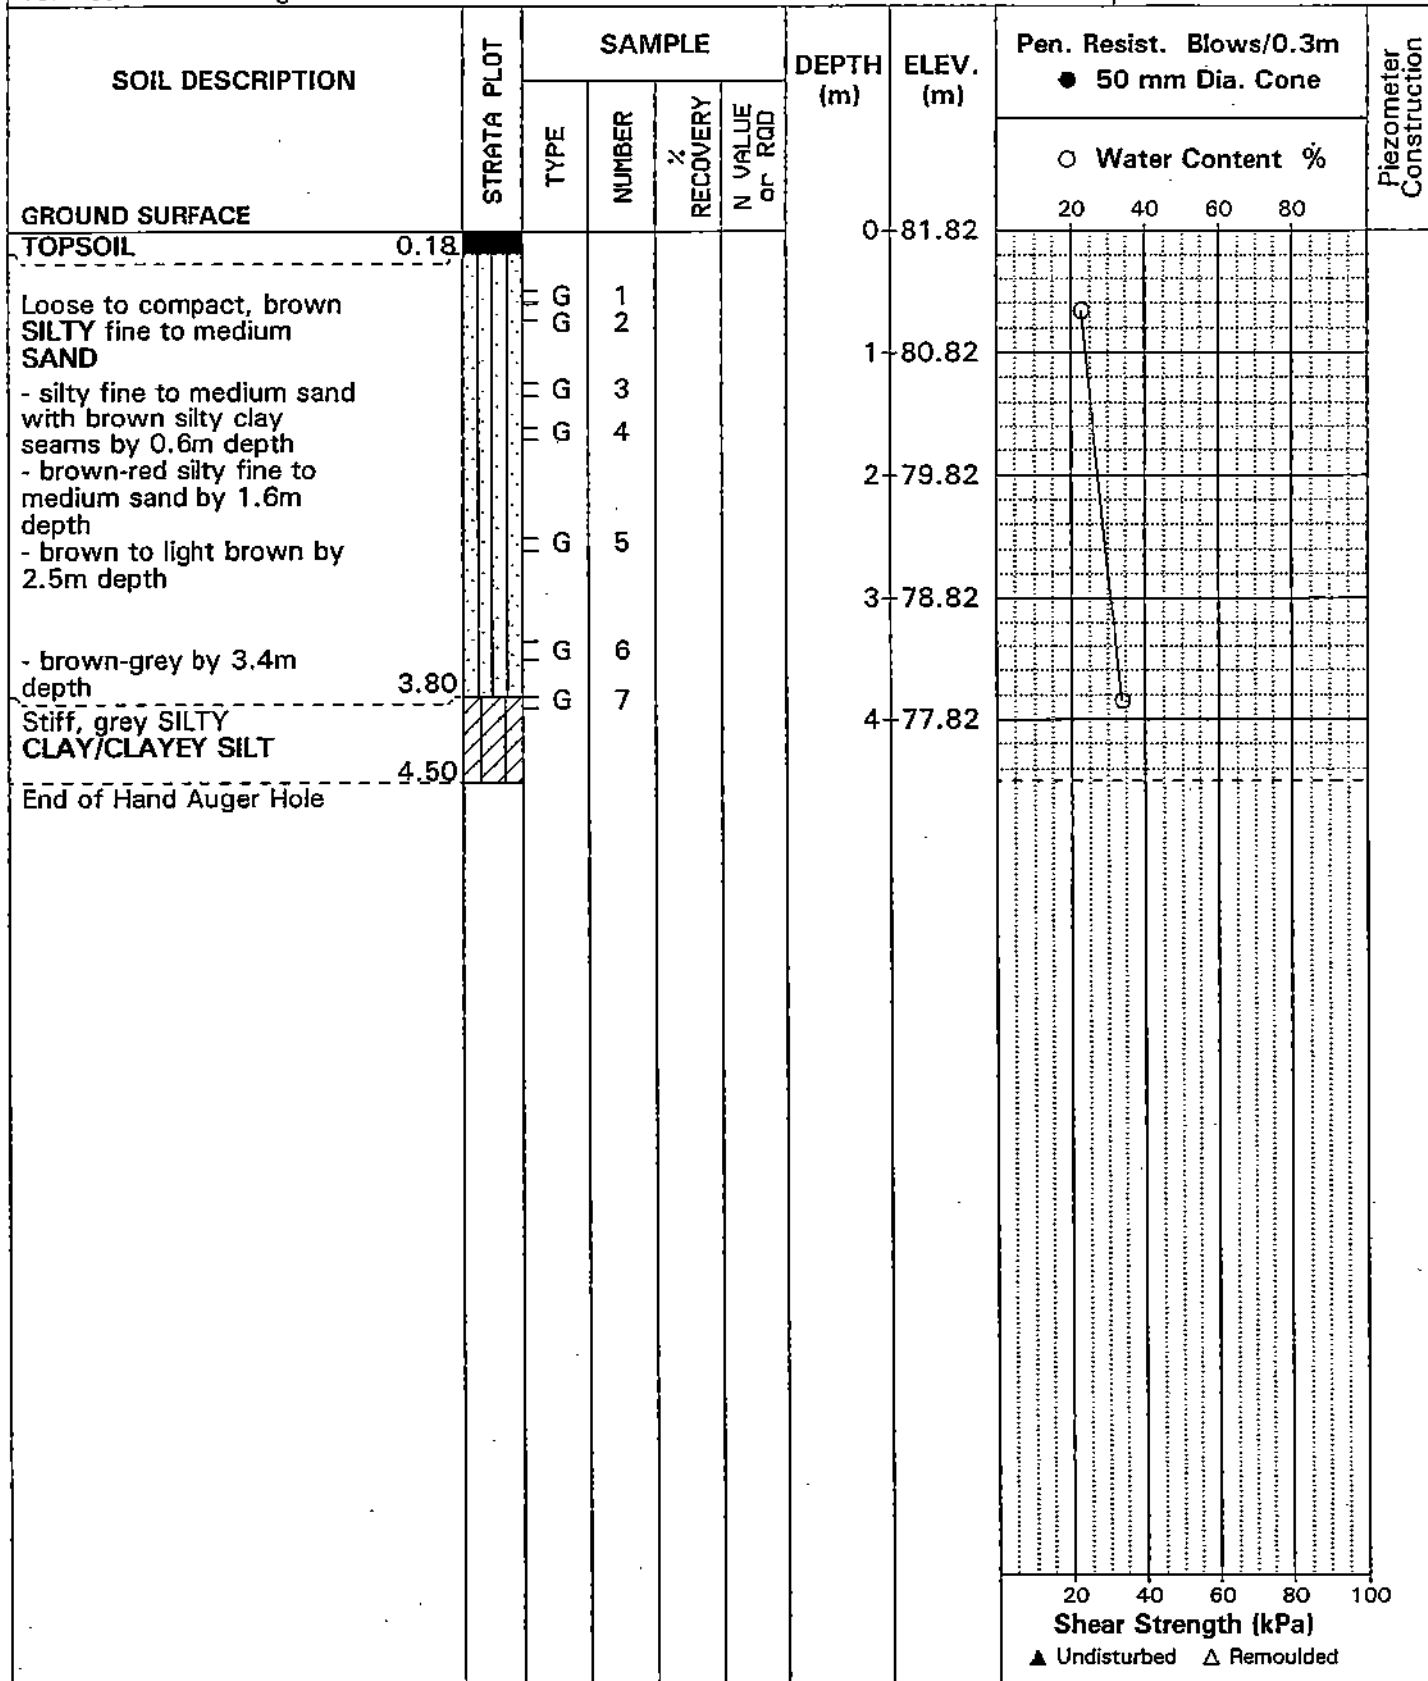 SOIL DESCRIPTION
GROUND SURFACE
STRATA PLOT
SAMPLE
TYPE
NUMBER
%
RECOVERY
N VALUE
or RQD
DEPTH
(m)
ELEV.
(m)
Pen. Resist. Blows/0.3m
● 50 mm Dia. Cone
○ Water Content %
20 40 60 80
Piezometer
Construction
TOPSOIL 0.18
Loose to compact, brown
SILTY fine to medium
SAND
- silty fine to medium sand
with brown silty clay
seams by 0.6m depth
- brown-red silty fine to
medium sand by 1.6m
depth
- brown to light brown by
2.5m depth
- brown-grey by 3.4m
depth 3.80
Stiff, grey SILTY
CLAY/CLAYEY SILT
4.50
End of Hand Auger Hole
G 1
G 2
G 3
G 4
G 5
G 6
G 7
0 81.82
1 80.82
2 79.82
3 78.82
4 77.82
20 40 60 80 100
Shear Strength (kPa)
▲ Undisturbed △ Remoulded